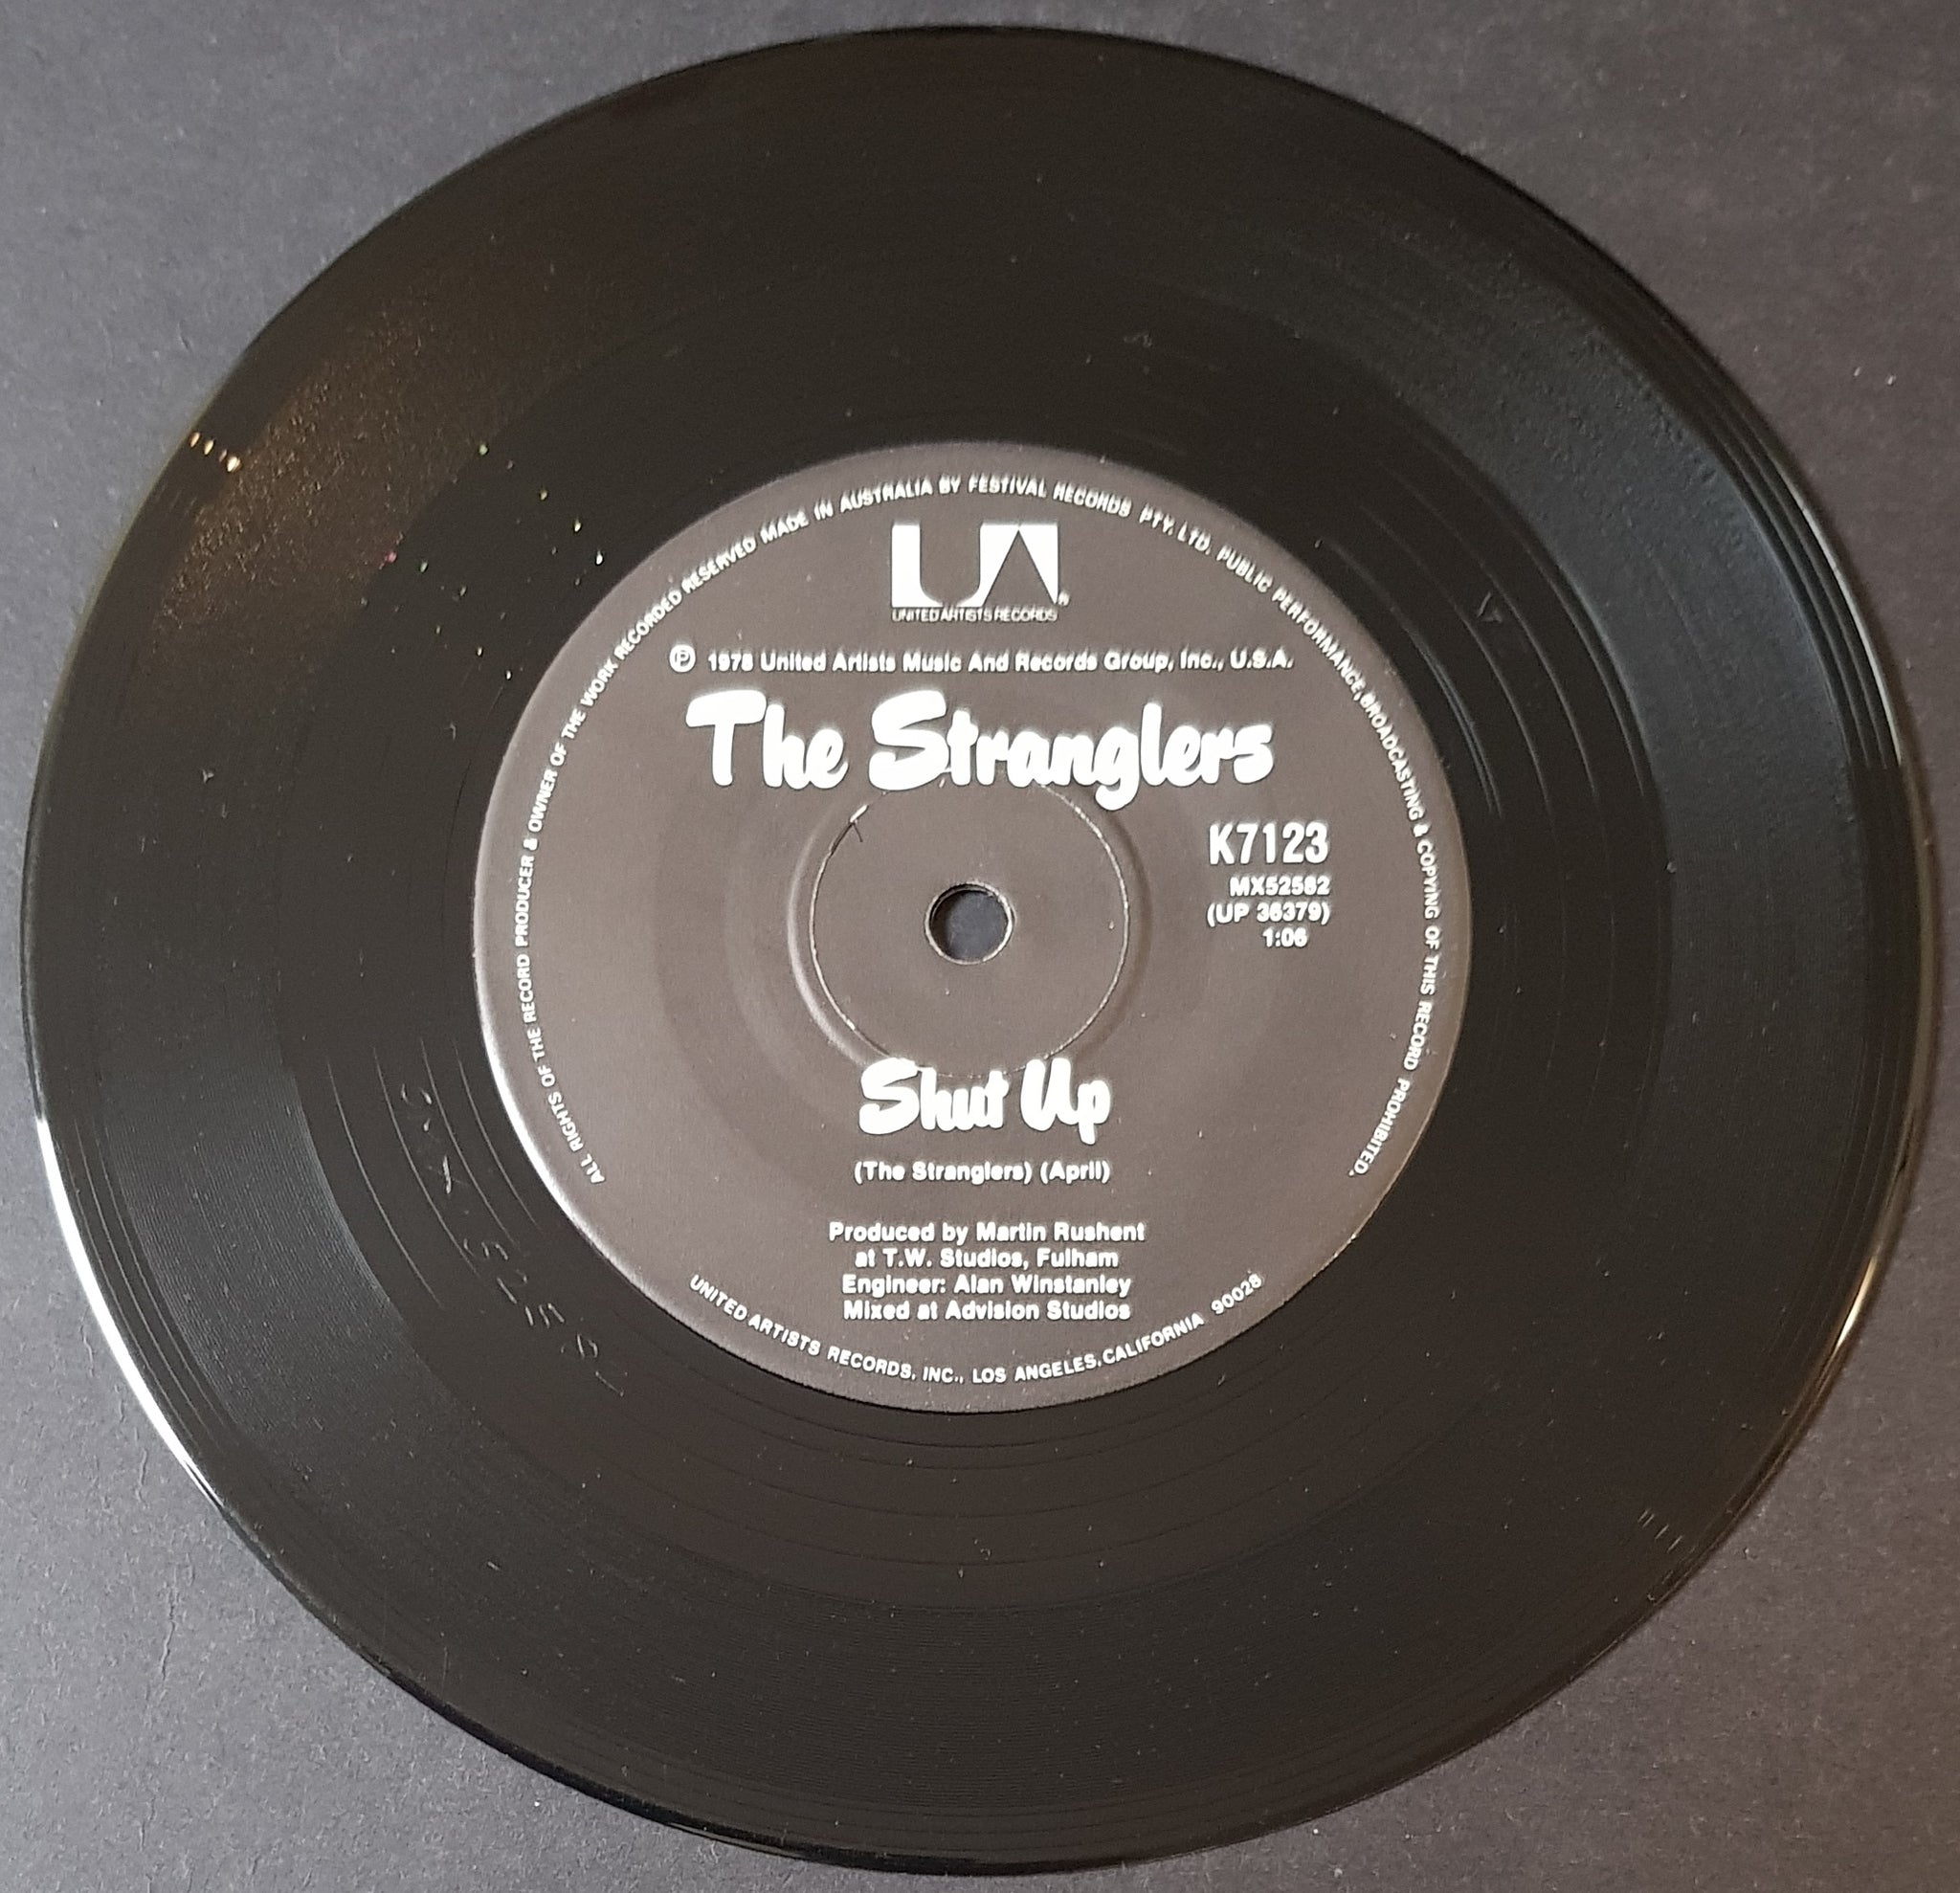 ALL RIGHTS OF THE RECORD PRODUCER & OWNER OF THE WORK RECORDED RESERVED MADE IN AUSTRALIA BY FESTIVAL RECORDS PTY. LTD. PUBLIC PERFORMANCE, BROADCASTING & COPYING OF THIS RECORD PROHIBITED.
UA®
UNITED ARTISTS RECORDS
℗ 1978 United Artists Music And Records Group, Inc., U.S.A.
The Stranglers
K7123
MX52582
(UP 36379)
1:06
Shut Up
(The Stranglers) (April)
Produced by Martin Rushent
at T.W. Studios, Fulham
Engineer: Alan Winstanley
Mixed at Advision Studios
UNITED ARTISTS RECORDS, INC., LOS ANGELES, CALIFORNIA 90028